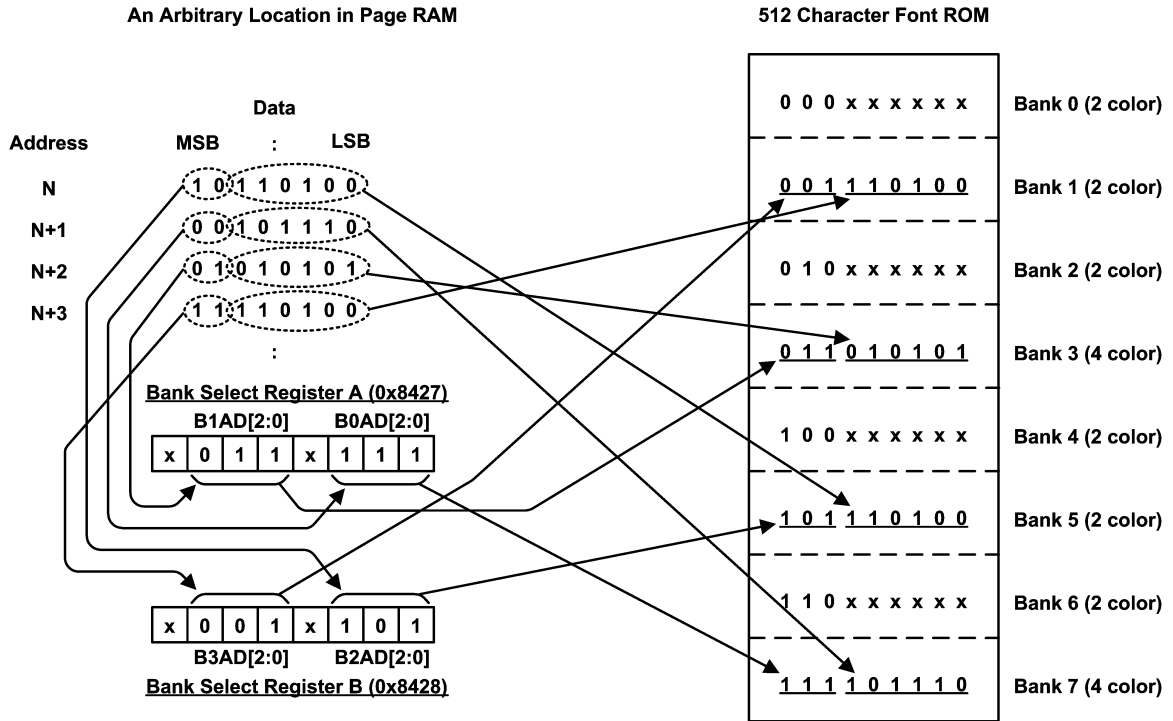 An Arbitrary Location in Page RAM
512 Character Font ROM
Data
Address MSB : LSB
N 1 0 1 1 0 1 0 0
N+1 0 0 1 0 1 1 1 0
N+2 0 1 0 1 0 1 0 1
N+3 1 1 1 1 0 1 0 0
:
Bank Select Register A (0x8427)
B1AD[2:0] B0AD[2:0]
x 0 1 1 x 1 1 1
x 0 0 1 x 1 0 1
B3AD[2:0] B2AD[2:0]
Bank Select Register B (0x8428)
0 0 0 x x x x x x Bank 0 (2 color)
0 0 1 1 1 0 1 0 0 Bank 1 (2 color)
0 1 0 x x x x x x Bank 2 (2 color)
0 1 1 0 1 0 1 0 1 Bank 3 (4 color)
1 0 0 x x x x x x Bank 4 (2 color)
1 0 1 1 1 0 1 0 0 Bank 5 (2 color)
1 1 0 x x x x x x Bank 6 (2 color)
1 1 1 1 0 1 1 1 0 Bank 7 (4 color)